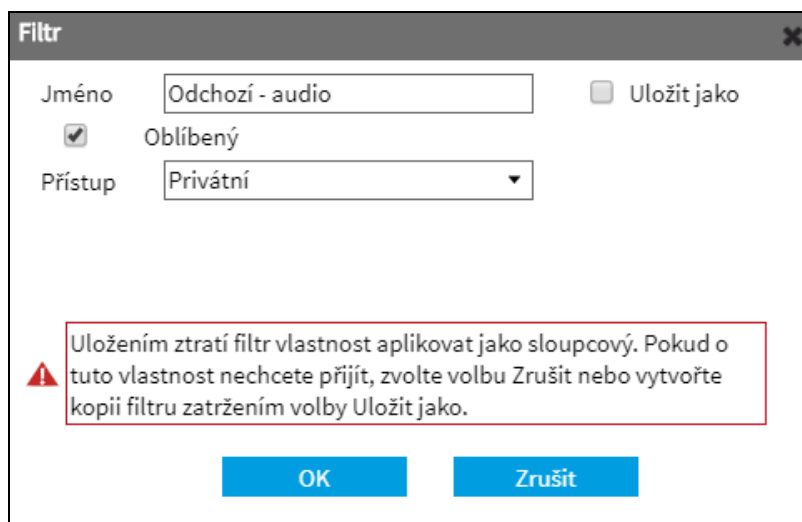 Filtr
Jméno Odchozí - audio Uložit jako
Oblíbený
Přístup Privátní
Uložením ztratí filtr vlastnost aplikovat jako sloupcový. Pokud o
tuto vlastnost nechcete přijít, zvolte volbu Zrušit nebo vytvořte
kopii filtru zatržením volby Uložit jako.
OK Zrušit